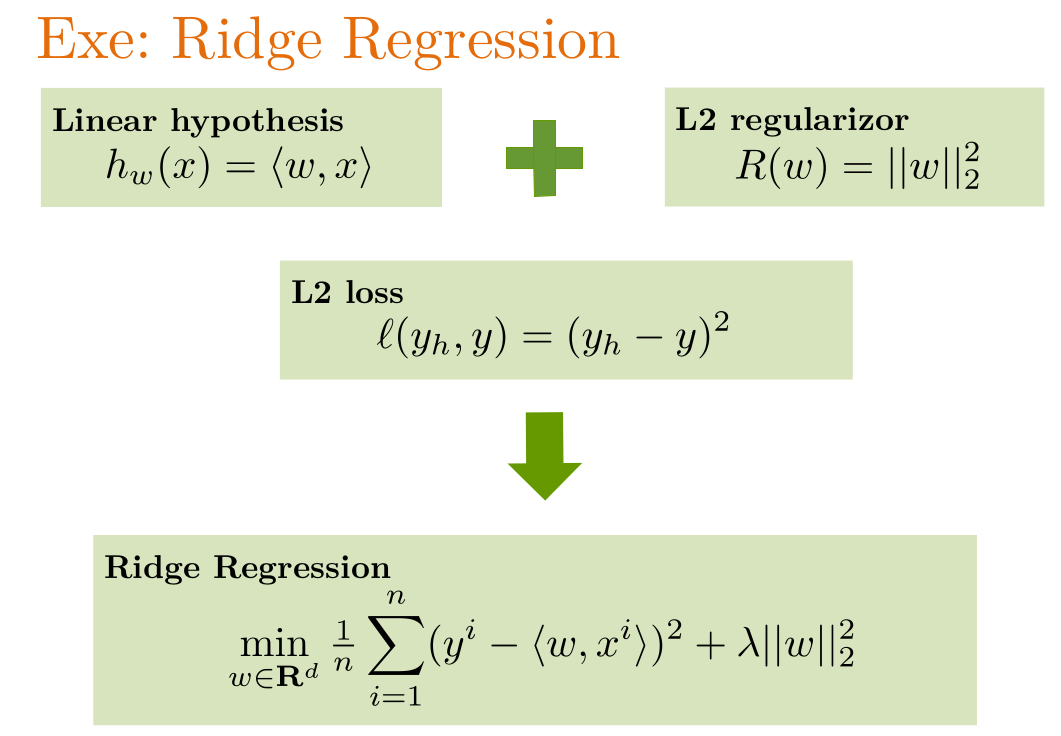 Exe: Ridge Regression
Linear hypothesis
h_w(x) = ⟨w, x⟩
L2 regularizor
R(w) = ||w||_2^2
L2 loss
ℓ(y_h, y) = (y_h − y)^2
Ridge Regression
min_{w∈R^d} 1/n ∑_{i=1}^{n} (y^i − ⟨w, x^i⟩)^2 + λ||w||_2^2